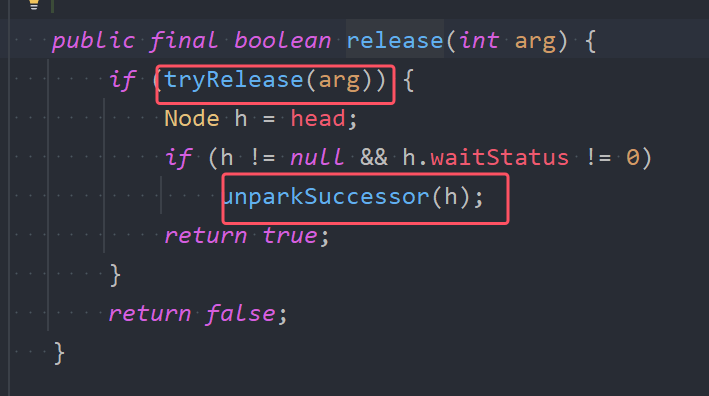 public final boolean release(int arg) {
if (tryRelease(arg)) {
Node h = head;
if (h != null && h.waitStatus != 0)
unparkSuccessor(h);
return true;
}
return false;
}